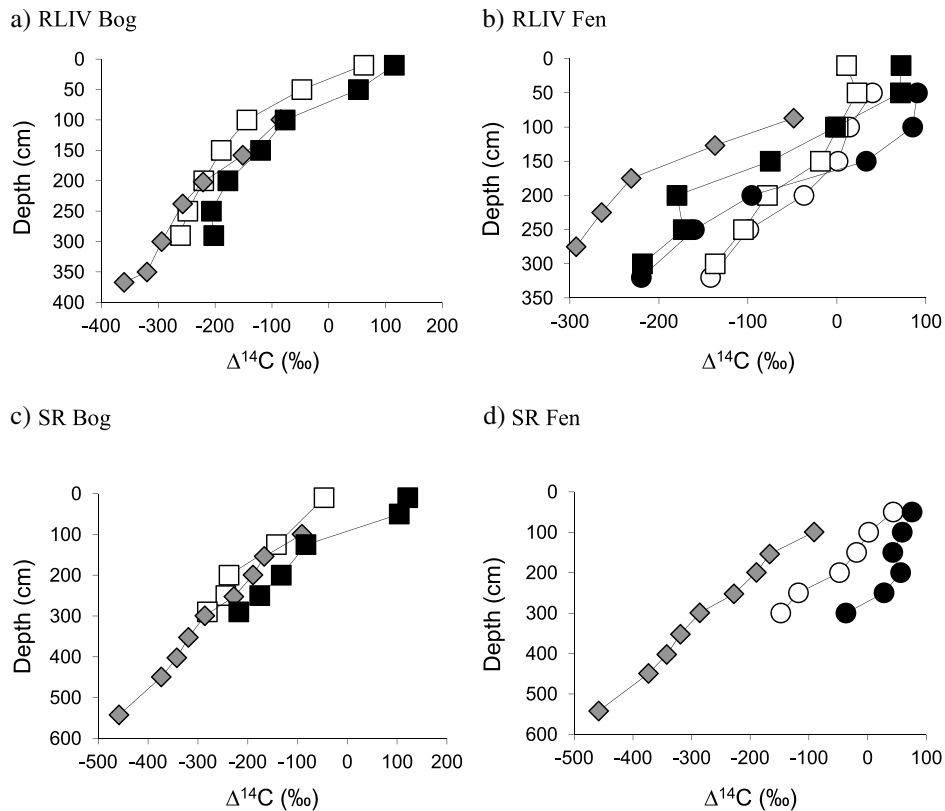 a) RLIV Bog
0
50
100
150
200
250
300
350
400
Depth (cm)
-400 -300 -200 -100 0 100 200
Δ14C (‰)
b) RLIV Fen
0
50
100
150
200
250
300
350
Depth (cm)
-300 -200 -100 0 100
Δ14C (‰)
c) SR Bog
0
100
200
300
400
500
600
Depth (cm)
-500 -400 -300 -200 -100 0 100 200
Δ14C (‰)
d) SR Fen
0
100
200
300
400
500
600
Depth (cm)
-500 -400 -300 -200 -100 0 100
Δ14C (‰)